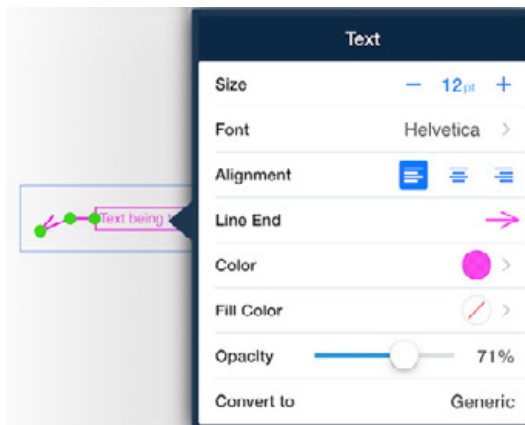 Text
Size − 12pt +
Font Helvetica >
Alignment
Text being
Line End
Color >
Fill Color >
Opacity 71%
Convert to Generic